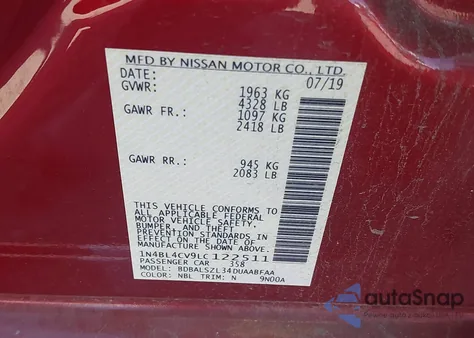 MFD BY NISSAN MOTOR CO., LTD.
DATE: 07/19
GVWR: 1963 KG
4328 LB
GAWR FR: 1097 KG
2418 LB
GAWR RR: 945 KG
2083 LB
THIS VEHICLE CONFORMS TO
ALL APPLICABLE FEDERAL
MOTOR VEHICLE SAFETY,
BUMPER, AND THEFT
PREVENTION STANDARDS IN
EFFECT ON THE DATE OF
MANUFACTURE SHOWN ABOVE.
1N4BL4CV9LC122511
PASSENGER CAR 358
MODEL: BDBALSZL34DUAABFAA
COLOR: NBL TRIM: N 9N00A
autoSnap